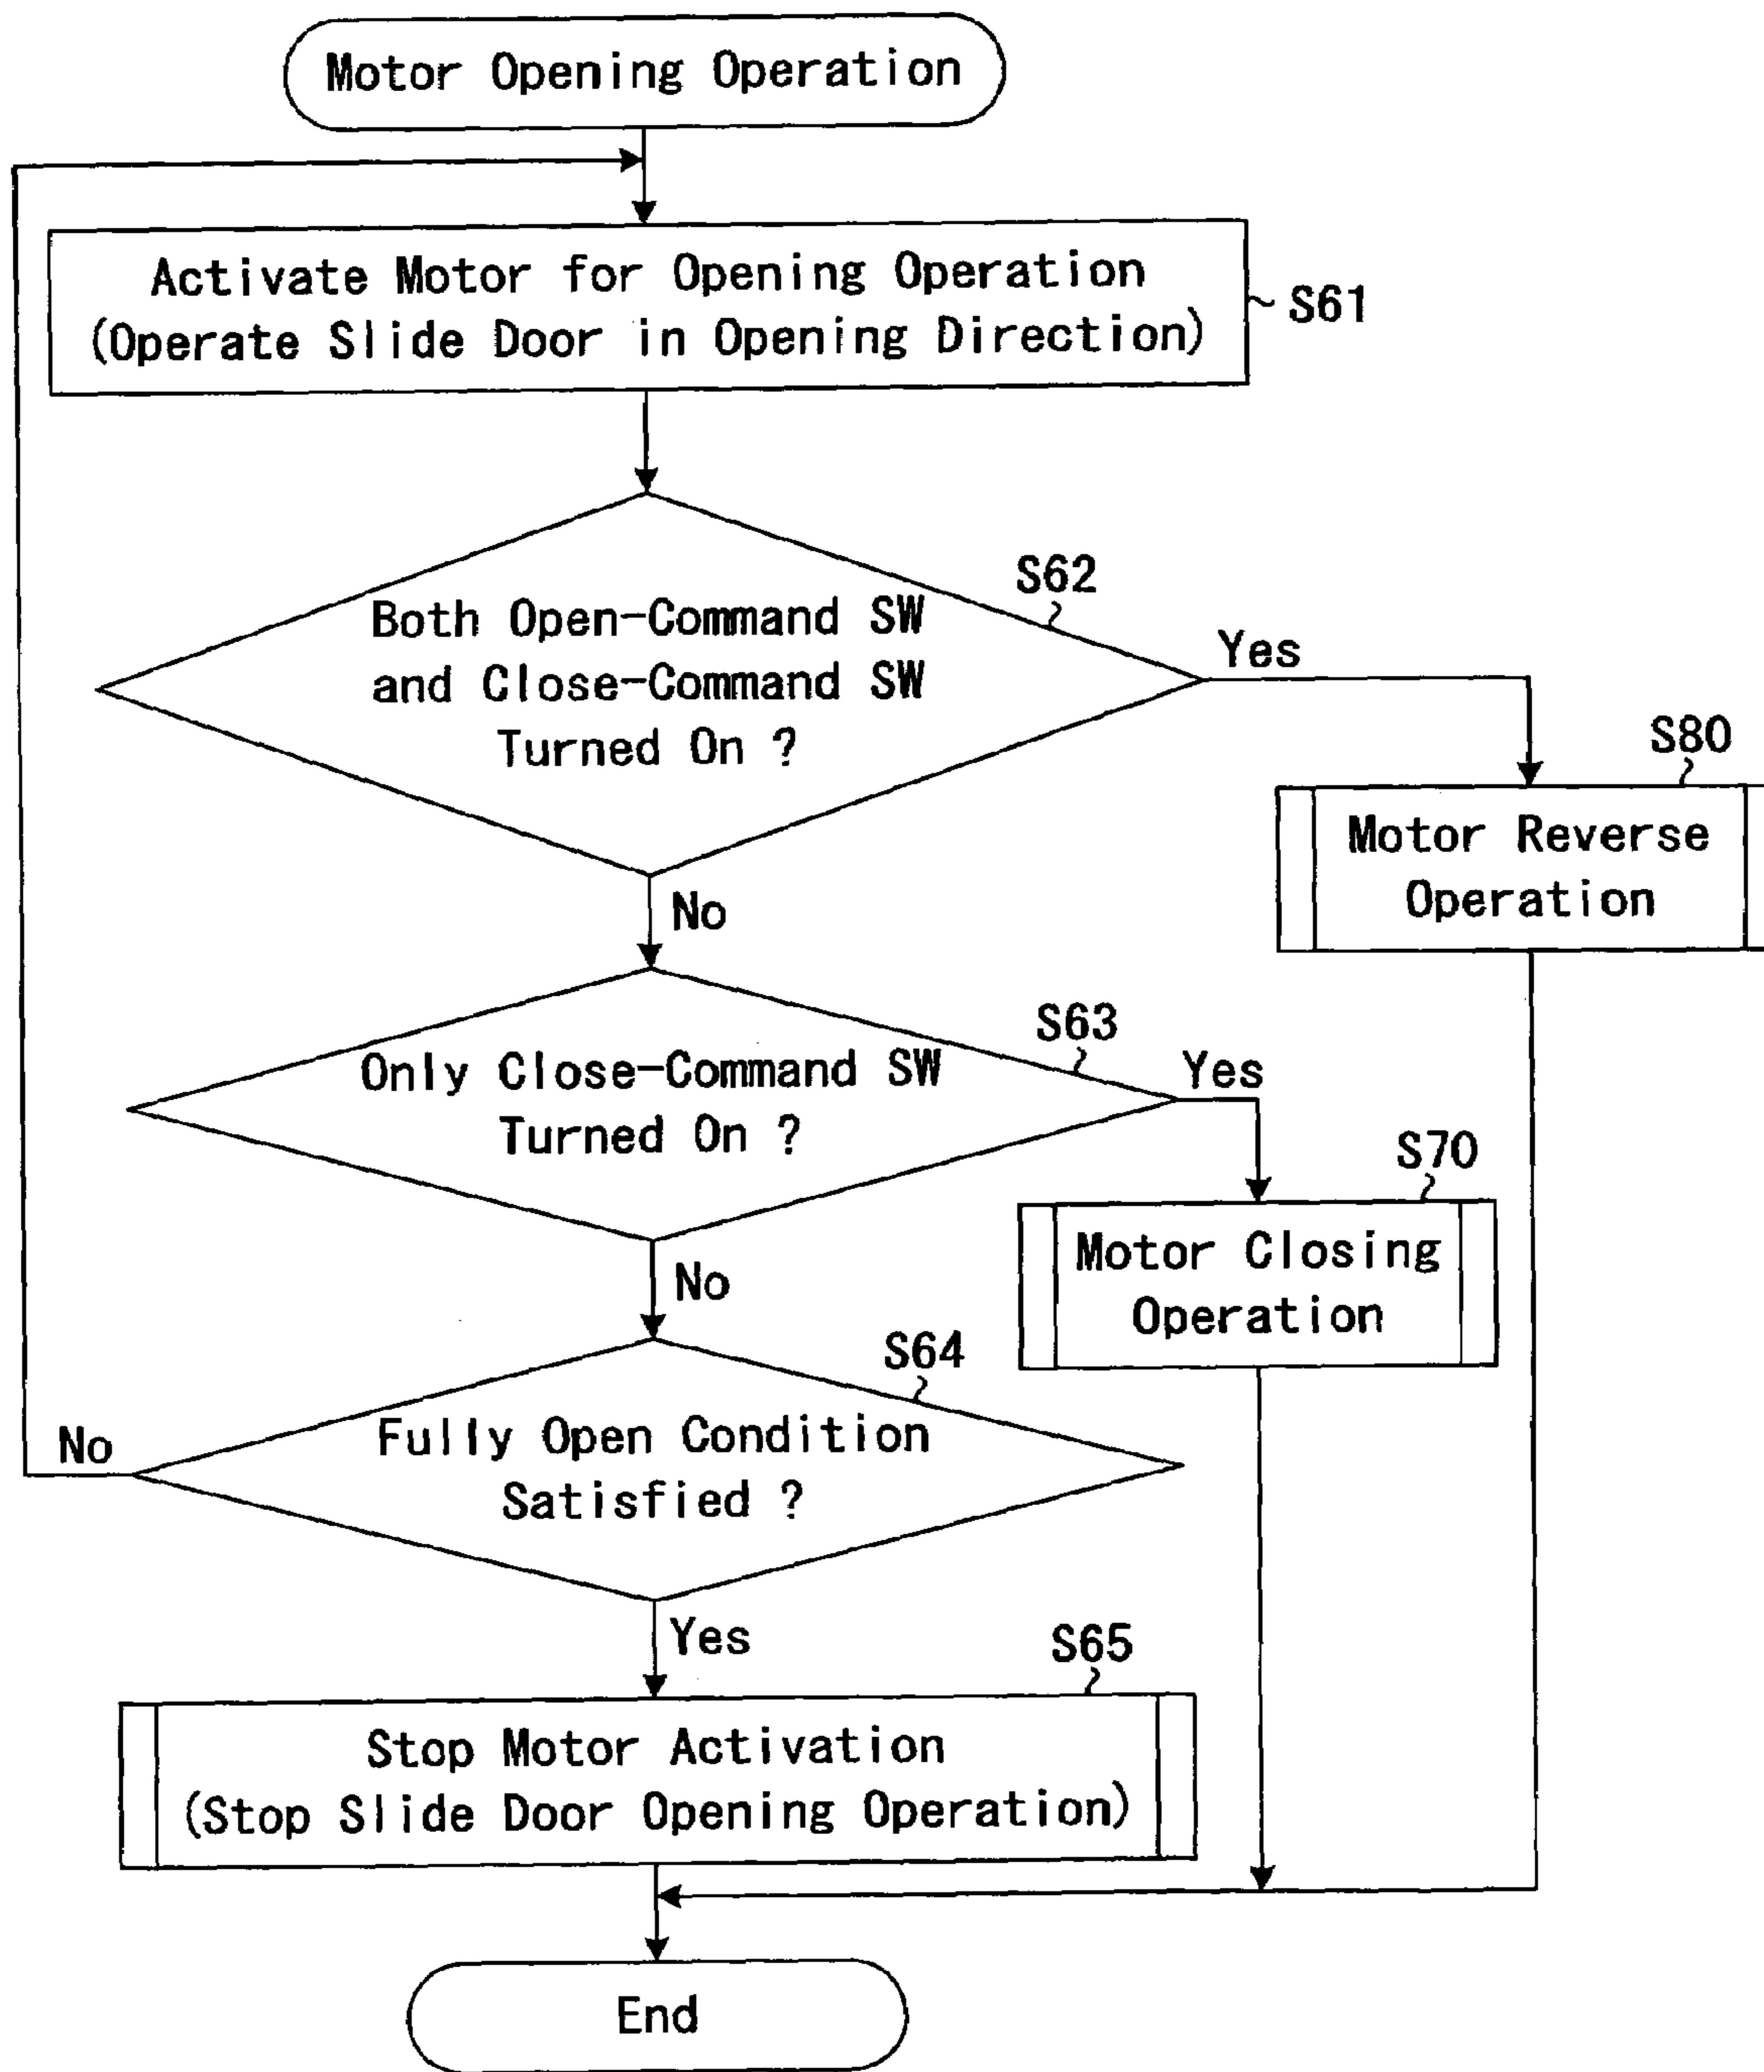 Motor Opening Operation
Activate Motor for Opening Operation
(Operate Slide Door in Opening Direction)
S61
S62
Both Open-Command SW
and Close-Command SW
Turned On ?
Yes
S80
Motor Reverse
Operation
No
S63
Only Close-Command SW
Turned On ?
Yes
S70
Motor Closing
Operation
No
S64
Fully Open Condition
Satisfied ?
No
Yes
S65
Stop Motor Activation
(Stop Slide Door Opening Operation)
End